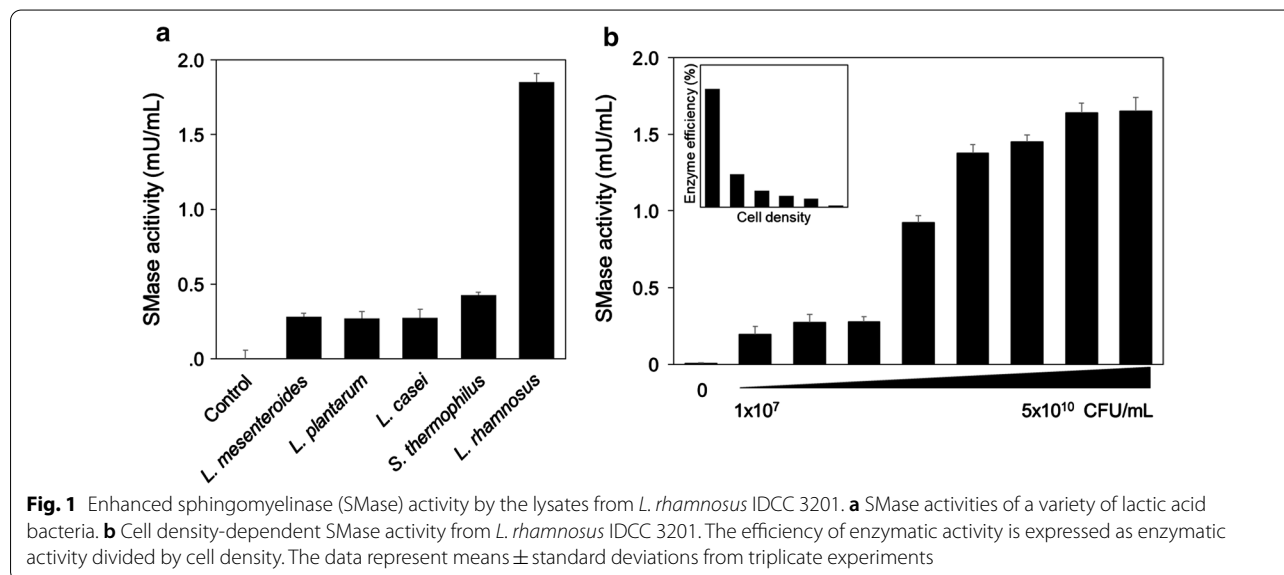 a
2.0
1.5
1.0
0.5
.0
SMase acitivity (mU/mL)
Control
L. mesenteroides
L. plantarum
L. casei
S. thermophilus
L. rhamnosus
b
2.0
1.5
1.0
0.5
0
SMase activity (mU/mL)
Enzyme efficiency (%)
Cell density
0
1x10⁷
5x10¹⁰ CFU/mL
Fig. 1 Enhanced sphingomyelinase (SMase) activity by the lysates from L. rhamnosus IDCC 3201. a SMase activities of a variety of lactic acid
bacteria. b Cell density-dependent SMase activity from L. rhamnosus IDCC 3201. The efficiency of enzymatic activity is expressed as enzymatic
activity divided by cell density. The data represent means ± standard deviations from triplicate experiments